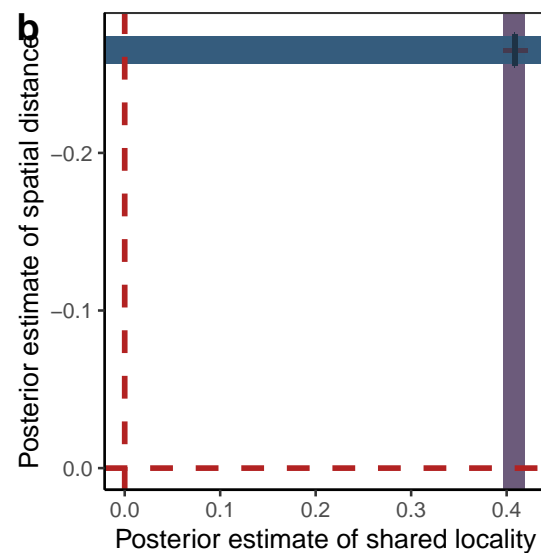 b
Posterior estimate of spatial distance
−0.2
−0.1
0.0
0.0 0.1 0.2 0.3 0.4
Posterior estimate of shared locality